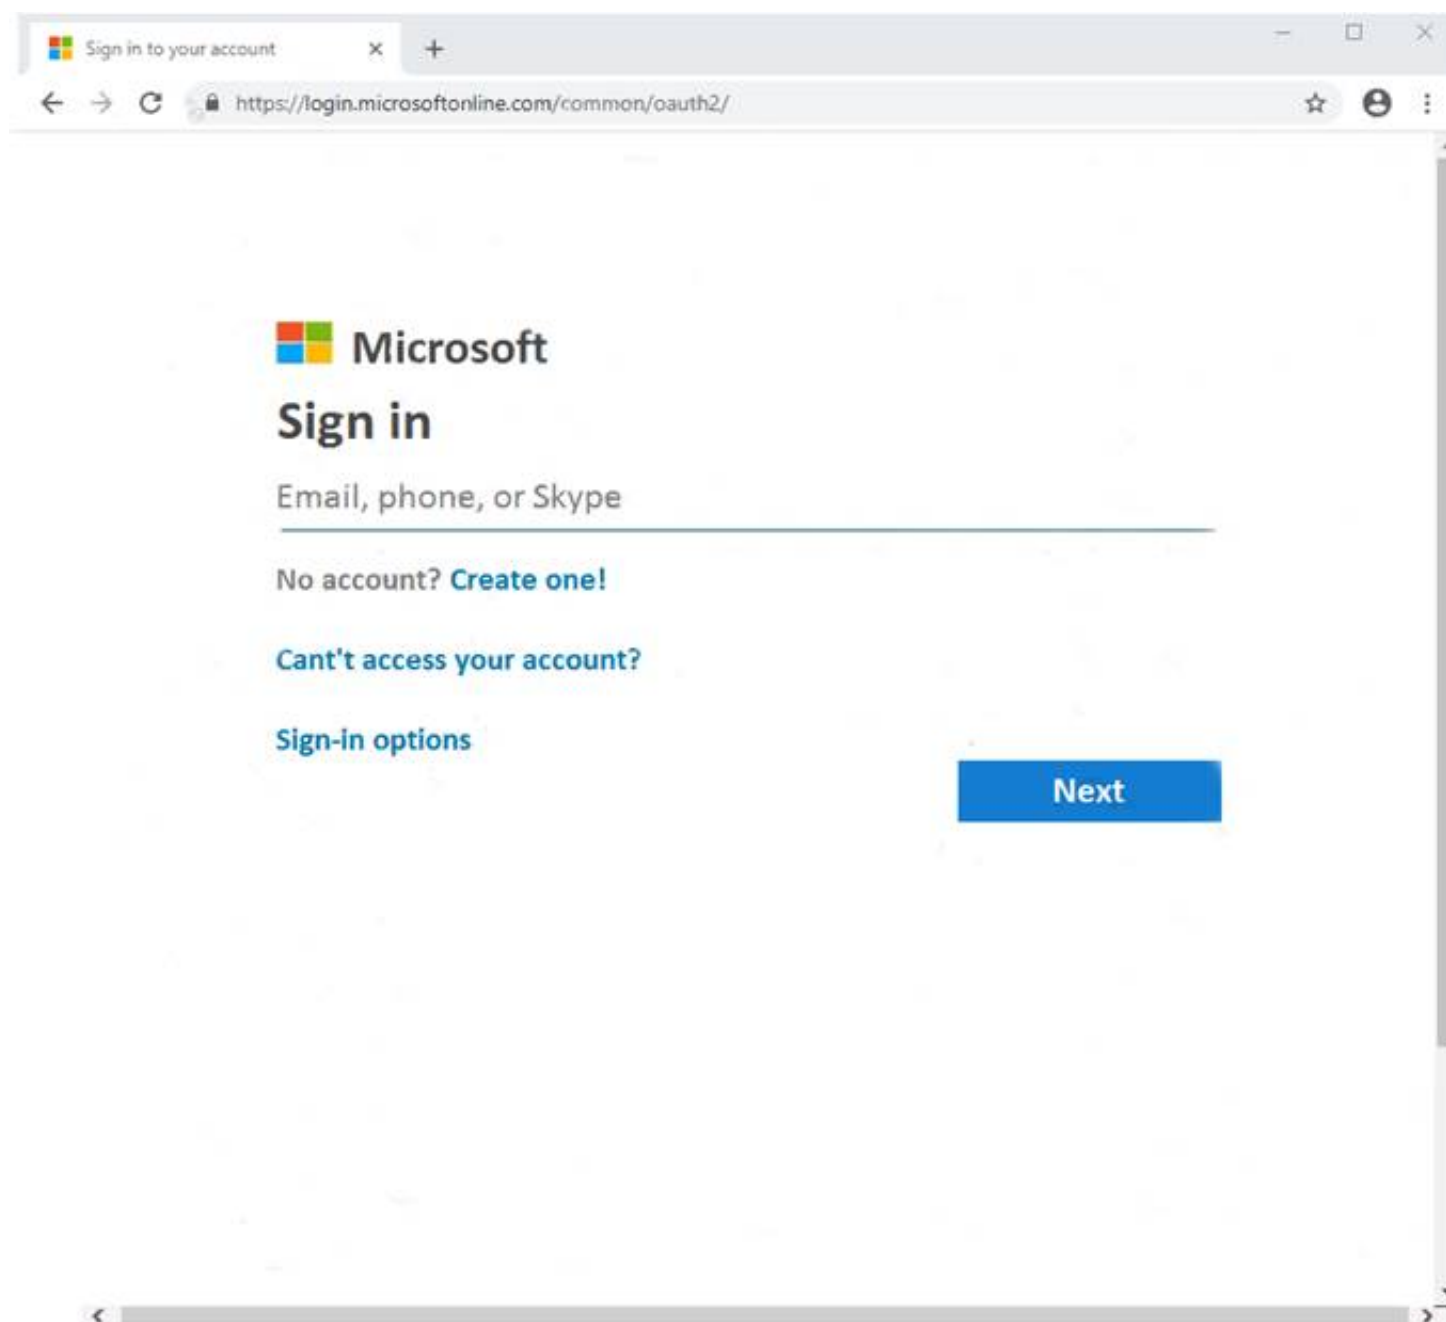 Sign in to your account
https://login.microsoftonline.com/common/oauth2/
Microsoft
Sign in
Email, phone, or Skype
No account? Create one!
Cant't access your account?
Sign-in options
Next